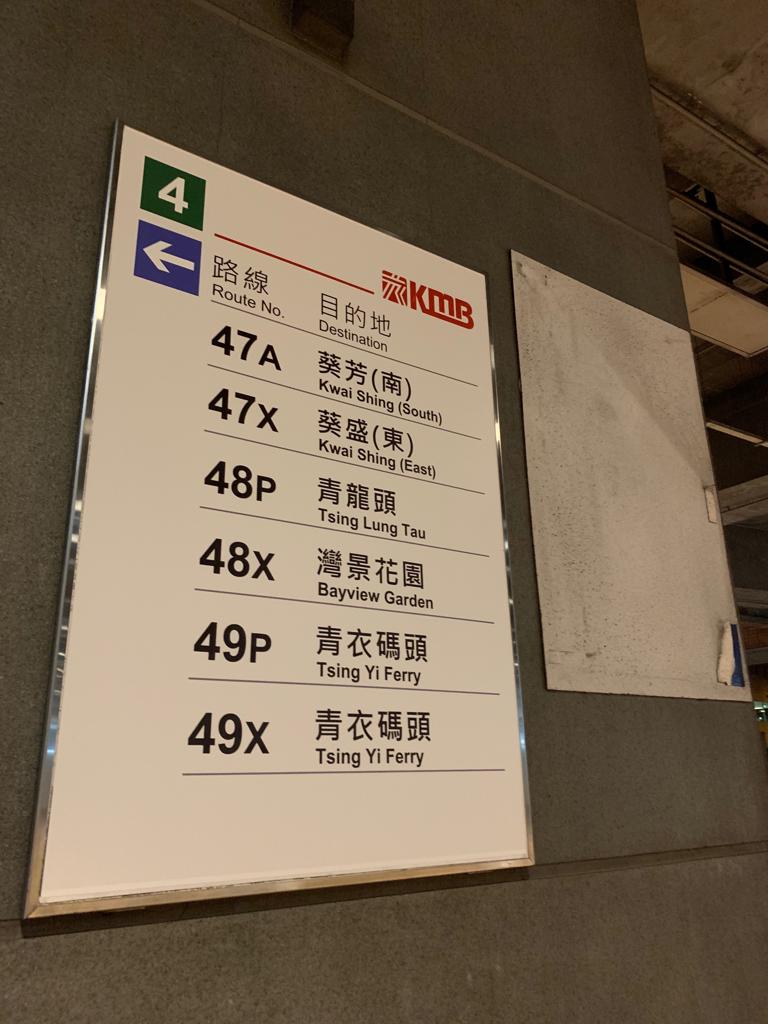 4
KMB
路線 目的地
Route No. Destination
47A 葵芳(南)
Kwai Shing (South)
47X 葵盛(東)
Kwai Shing (East)
48P 青龍頭
Tsing Lung Tau
48X 灣景花園
Bayview Garden
49P 青衣碼頭
Tsing Yi Ferry
49X 青衣碼頭
Tsing Yi Ferry